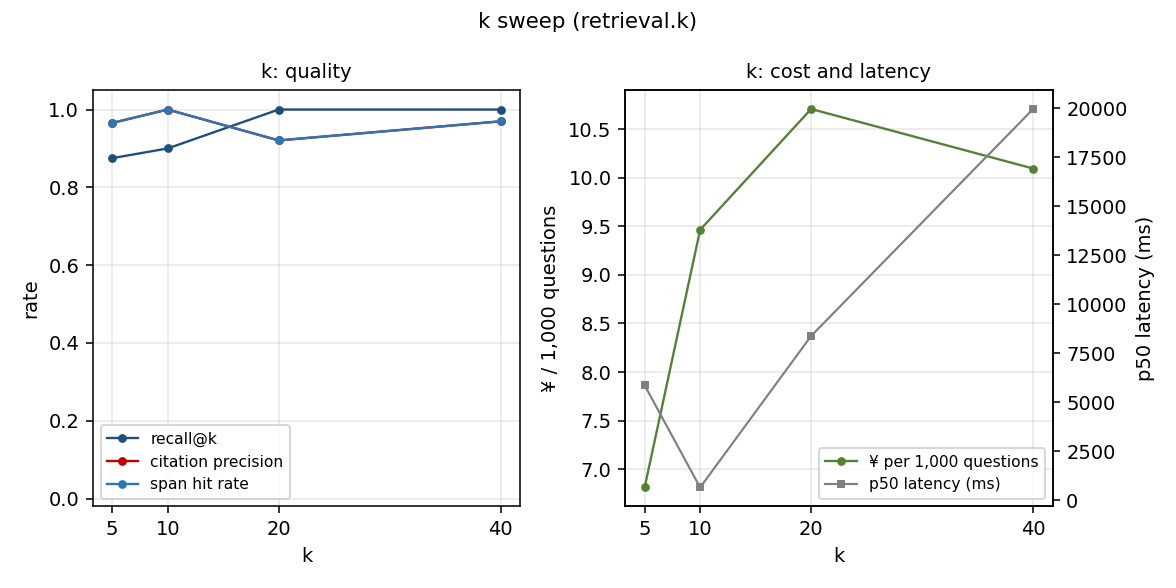 k sweep (retrieval.k)
k: quality
1.0
0.8
0.6
0.4
0.2
0.0
rate
recall@k
citation precision
span hit rate
5 10 20 40
k
k: cost and latency
10.5
10.0
9.5
9.0
8.5
8.0
7.5
7.0
¥ / 1,000 questions
20000
17500
15000
12500
10000
7500
5000
2500
0
p50 latency (ms)
¥ per 1,000 questions
p50 latency (ms)
5 10 20 40
k